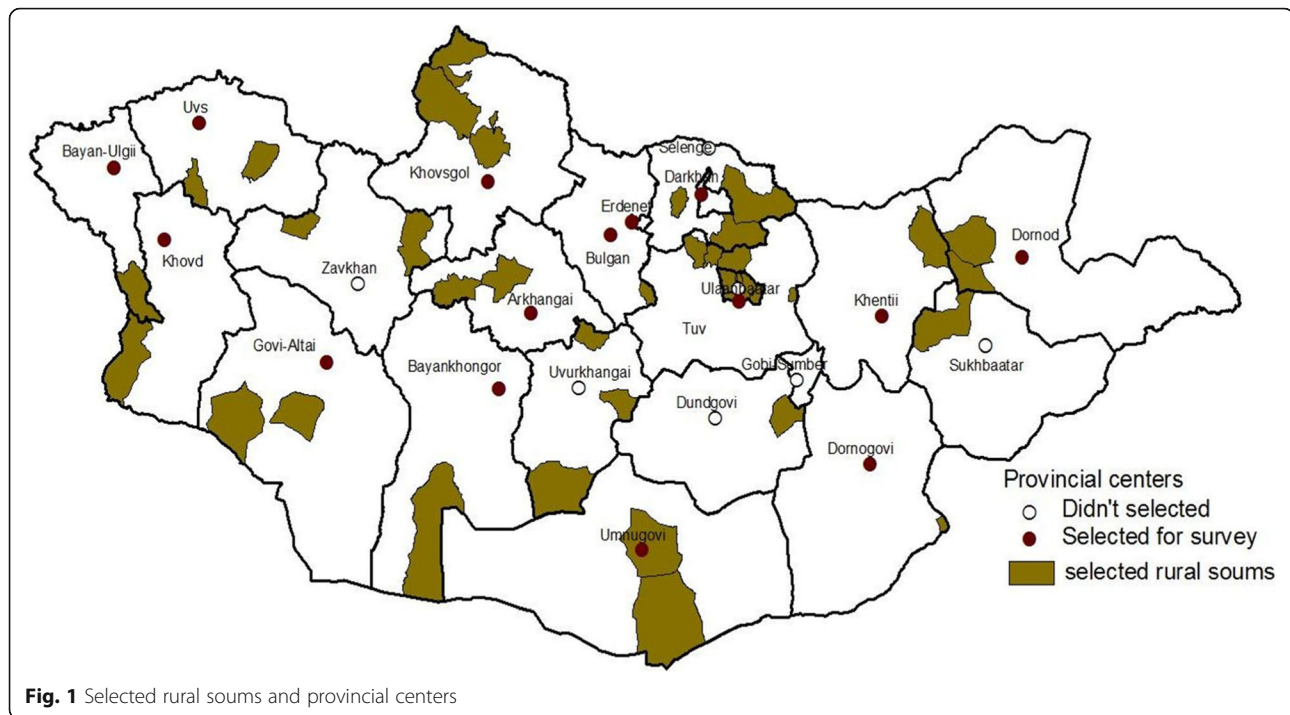 Uvs
Bayan-Ulgii
Khovsgol
Selenge
Darkhan
Erdenet
Khovd
Zavkhan
Bulgan
Dornod
Arkhangai
Ulaanbaatar
Khentii
Tuv
Govi-Altai
Bayankhongor
Uvurkhangai
Gobi-Sumber
Sukhbaatar
Dundgovi
Dornogovi
Umnugovi
Provincial centers
Didn't selected
Selected for survey
selected rural soums
Fig. 1 Selected rural soums and provincial centers